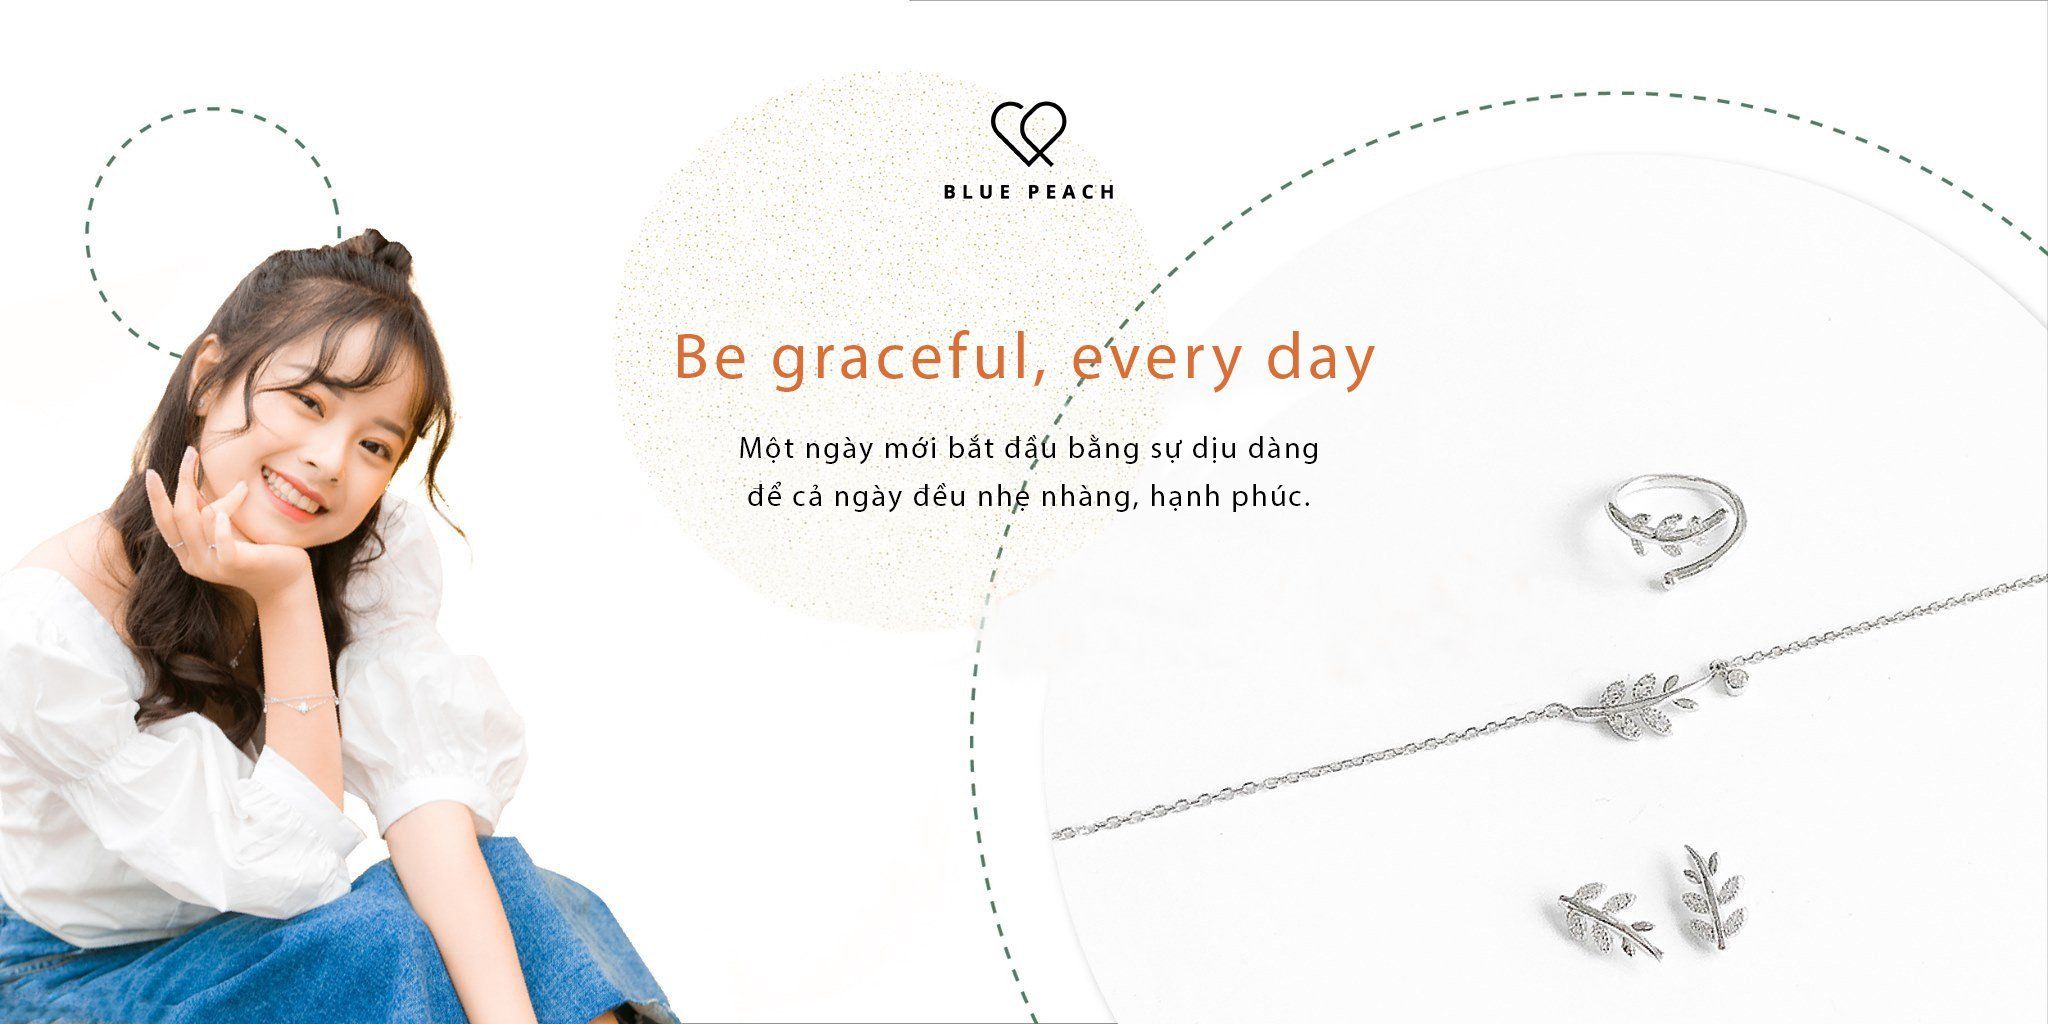 BLUE PEACH
Be graceful, every day
Một ngày mới bắt đầu bằng sự dịu dàng
để cả ngày đều nhẹ nhàng, hạnh phúc.